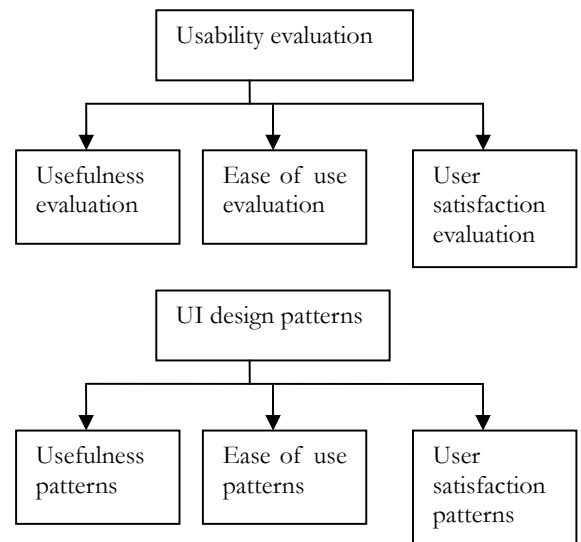 Usability evaluation
Usefulness
evaluation
Ease of use
evaluation
User
satisfaction
evaluation
UI design patterns
Usefulness
patterns
Ease of use
patterns
User
satisfaction
patterns